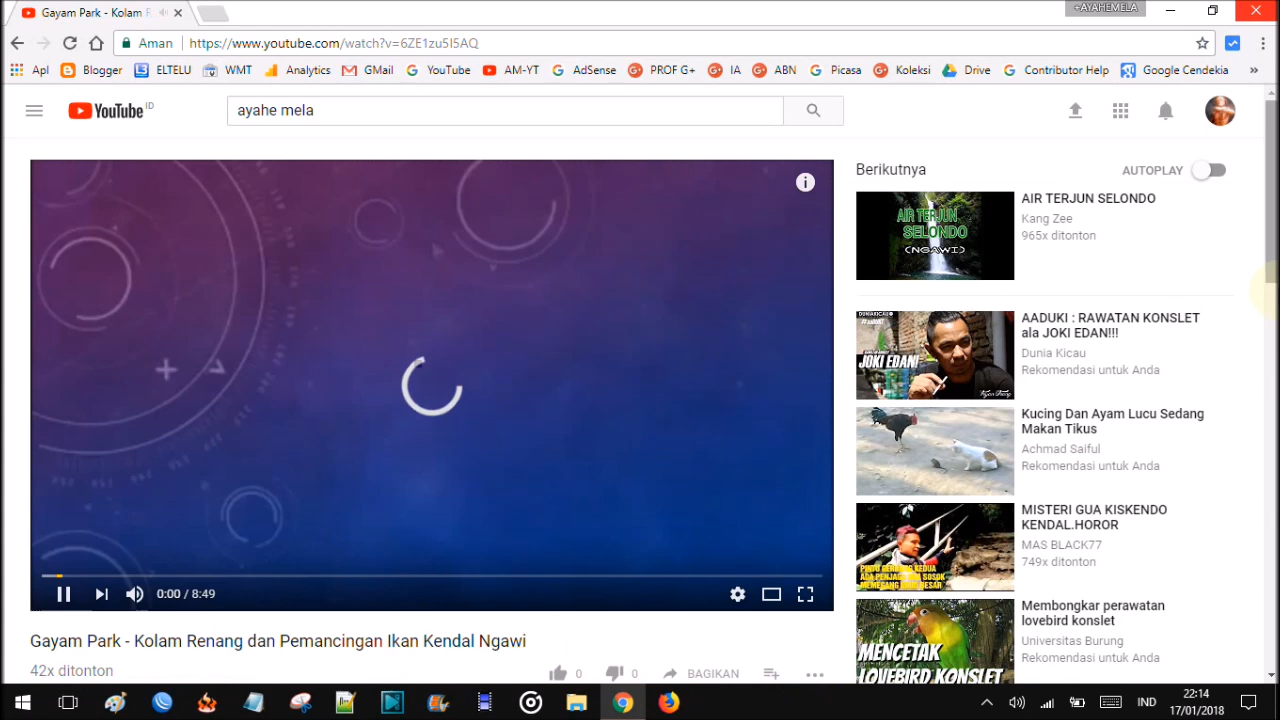 Gayam Park - Kolam R
+AYAHEMELA
Aman
https://www.youtube.com/watch?v=6ZE1zu5I5AQ
Apl
Blogger
ELTELU
WMT
Analytics
GMail
YouTube
AM-YT
AdSense
PROF G+
IA
ABN
Picasa
Koleksi
Drive
Contributor Help
Google Cendekia
»
YouTube ID
ayahe mela
Berikutnya
AUTOPLAY
AIR TERJUN
SELONDO
(NGAWI)
AIR TERJUN SELONDO
Kang Zee
965x ditonton
DUNIAKICAU
JOKI EDAN!
AADUKI : RAWATAN KONSLET
ala JOKI EDAN!!!
Dunia Kicau
Rekomendasi untuk Anda
Kucing Dan Ayam Lucu Sedang
Makan Tikus
Achmad Saiful
Rekomendasi untuk Anda
MISTERI GUA KISKENDO
KENDAL.HOROR
MAS BLACK77
749x ditonton
MENCETAK
LOVEBIRD KONSLET
Membongkar perawatan
lovebird konslet
Universitas Burung
Rekomendasi untuk Anda
0:00 / 8:49
Gayam Park - Kolam Renang dan Pemancingan Ikan Kendal Ngawi
42x ditonton
0
0
BAGIKAN
IND
22:14
17/01/2018